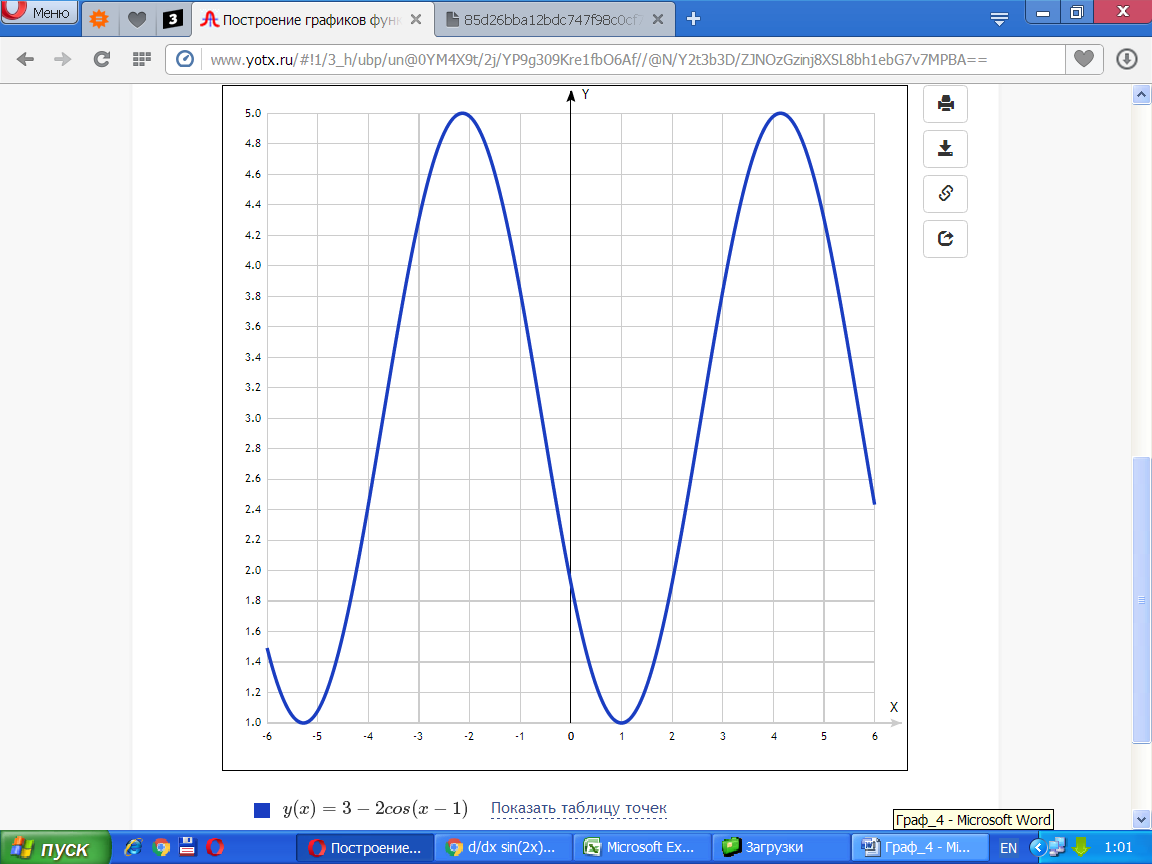 Меню
3
Построение графиков фун
85d26bba12bdc747f98c0cf
www.yotx.ru/#!1/3_h/ubp/un@0YM4X9t/2j/YP9g309Kre1fbO6Af//@N/Y2t3b3D/ZJNOzGzinj8XSL8bh1ebG7v7MPBA==
Y
5.0
4.8
4.6
4.4
4.2
4.0
3.8
3.6
3.4
3.2
3.0
2.8
2.6
2.4
2.2
2.0
1.8
1.6
1.4
1.2
1.0
X
-6 -5 -4 -3 -2 -1 0 1 2 3 4 5 6
y(x) = 3 − 2cos(x − 1) Показать таблицу точек
Граф_4 - Microsoft Word
пуск
Построение...
d/dx sin(2x)...
Microsoft Ex...
Загрузки
Граф_4 - Mi...
EN
1:01